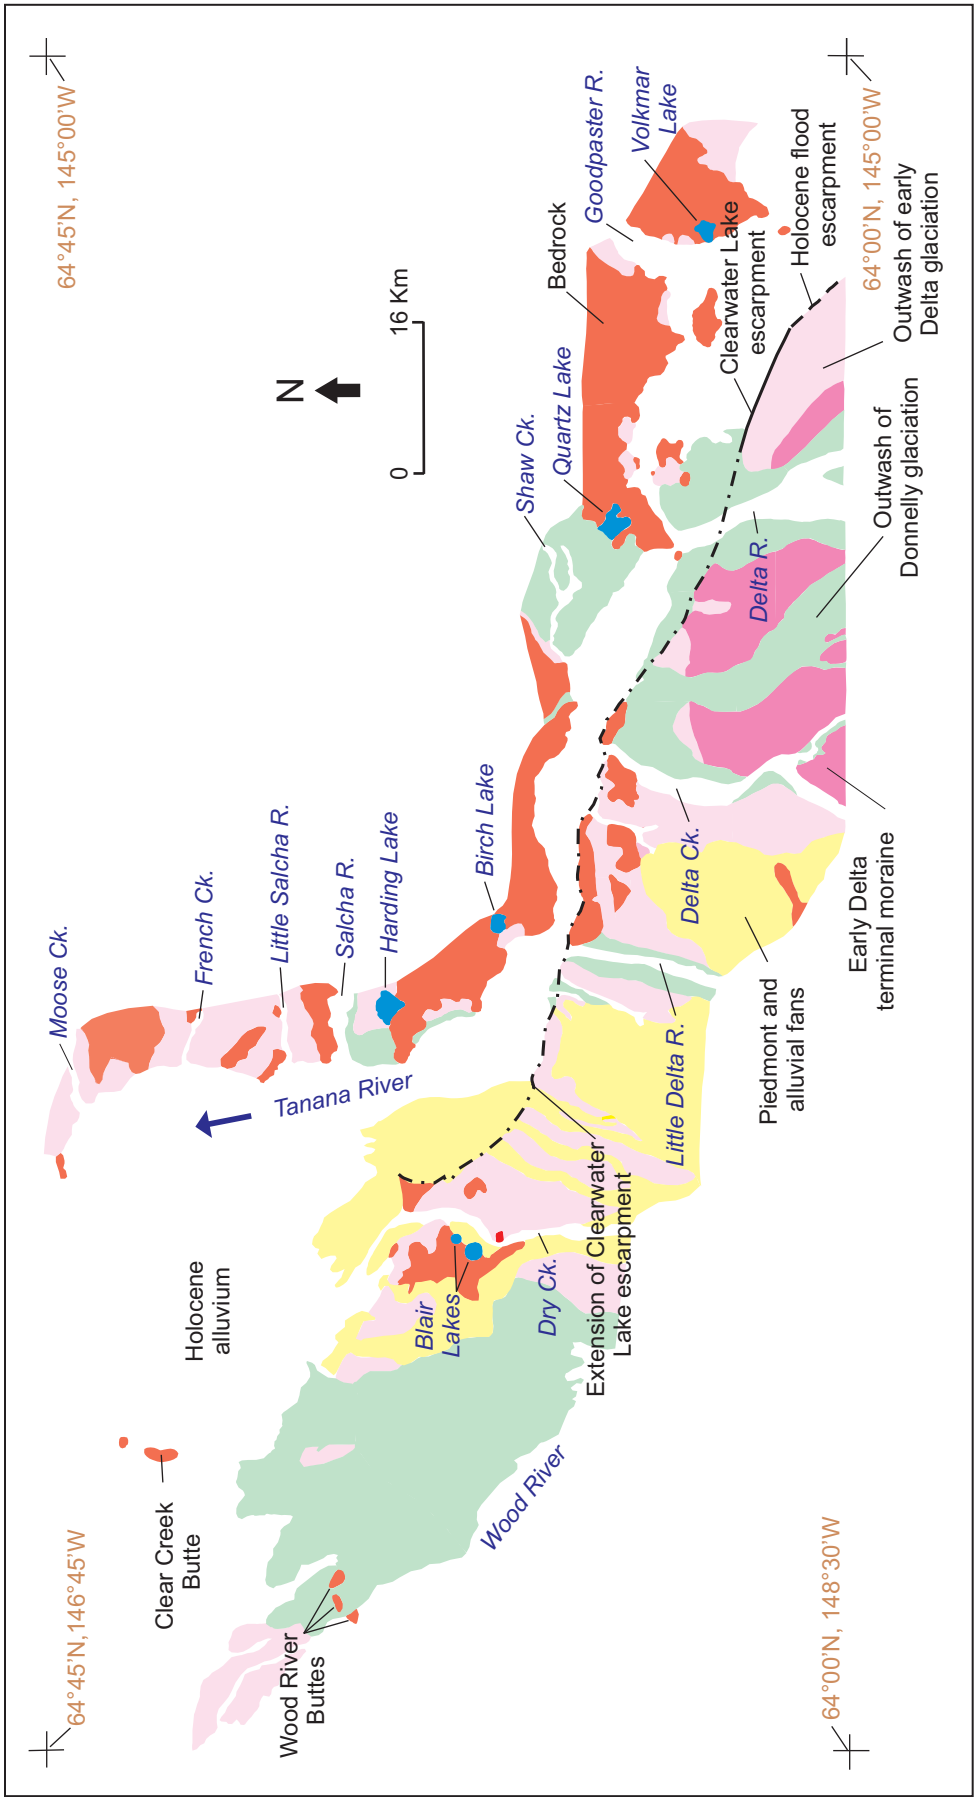 64°45'N,146°45'W
64°45'N, 145°00'W
Moose Ck.
French Ck.
Little Salcha R.
Salcha R.
Harding Lake
Birch Lake
Shaw Ck.
Quartz Lake
Bedrock
Goodpaster R.
Volkmar
Lake
N
0
16 Km
Clear Creek
Butte
Holocene
alluvium
Tanana River
Wood River
Buttes
Wood River
Blair
Lakes
Dry Ck.
Extension of Clearwater
Lake escarpment
Little Delta R.
Delta Ck.
Delta R.
Clearwater Lake
escarpment
Holocene flood
escarpment
Piedmont and
alluvial fans
Early Delta
terminal moraine
Outwash of
Donnelly glaciation
Outwash of early
Delta glaciation
64°00'N, 148°30'W
64°00'N, 145°00'W